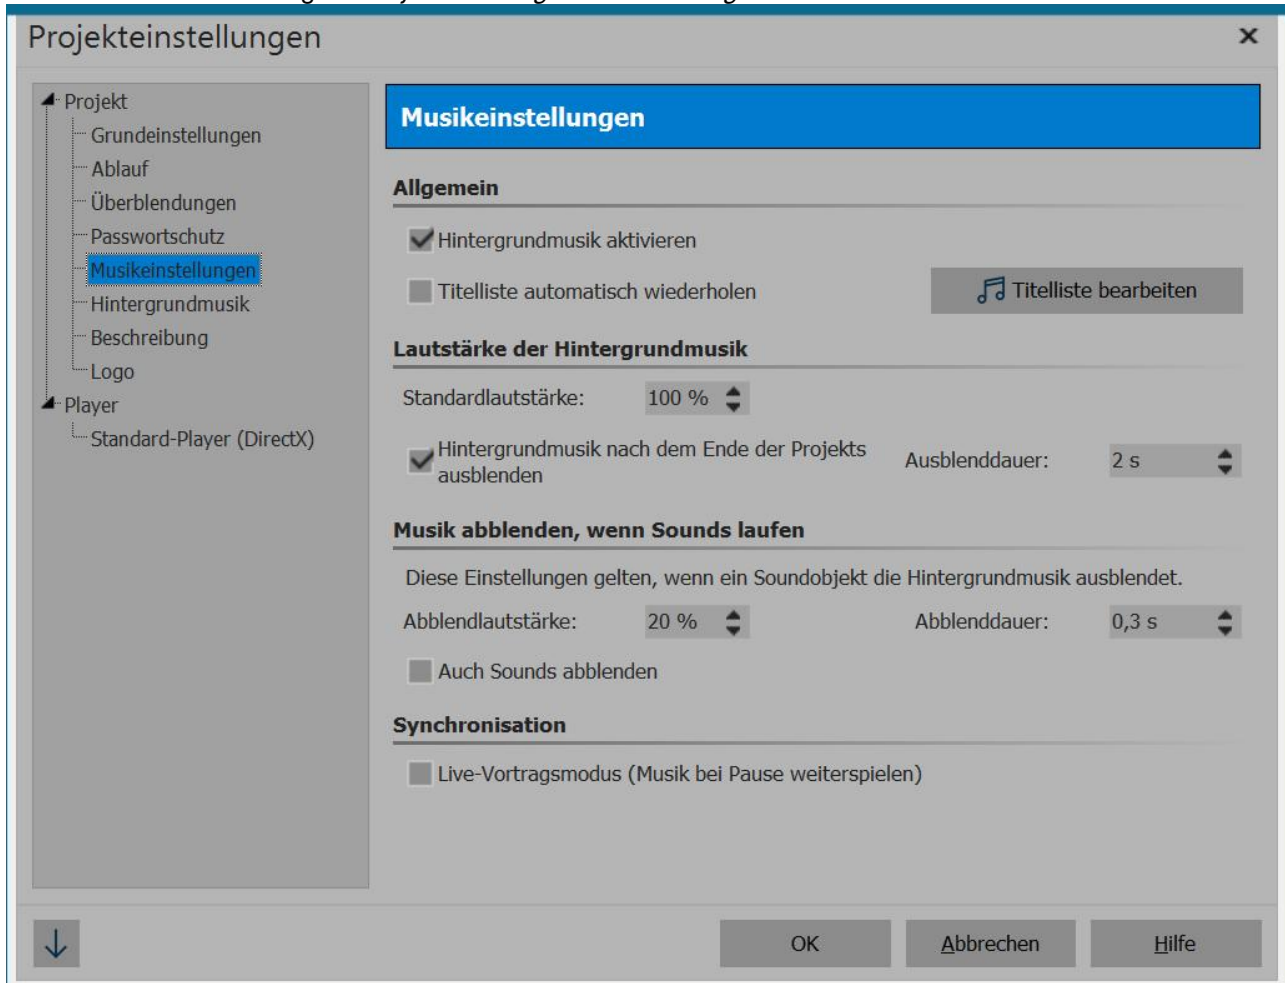 Projekteinstellungen
Projekt
Grundeinstellungen
Ablauf
Überblendungen
Passwortschutz
Musikeinstellungen
Hintergrundmusik
Beschreibung
Logo
Player
Standard-Player (DirectX)
Musikeinstellungen
Allgemein
Hintergrundmusik aktivieren
Titelliste automatisch wiederholen
Titelliste bearbeiten
Lautstärke der Hintergrundmusik
Standardlautstärke: 100 %
Hintergrundmusik nach dem Ende der Projekts
ausblenden
Ausblenddauer: 2 s
Musik abblenden, wenn Sounds laufen
Diese Einstellungen gelten, wenn ein Soundobjekt die Hintergrundmusik ausblendet.
Abblendlautstärke: 20 % Abblenddauer: 0,3 s
Auch Sounds abblenden
Synchronisation
Live-Vortragsmodus (Musik bei Pause weiterspielen)
OK Abbrechen Hilfe